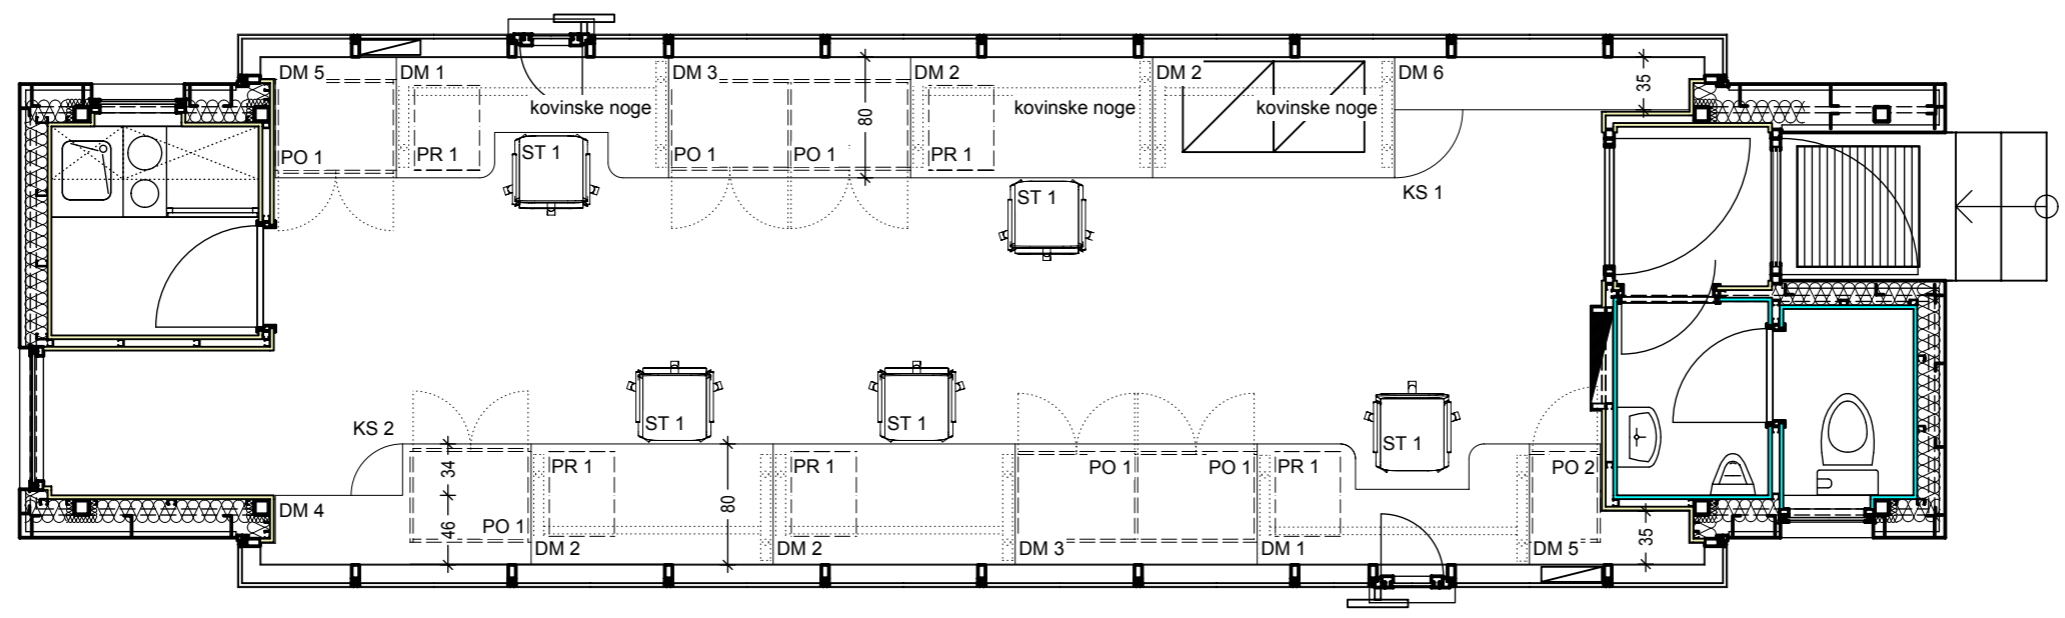 DM 5
DM 1
DM 3
DM 2
DM 2
DM 6
35
kovinske noge
kovinske noge
kovinske noge
80
PO 1
PR 1
ST 1
PO 1
PO 1
PR 1
ST 1
KS 1
ST 1
ST 1
ST 1
KS 2
34
PR 1
PR 1
PO 1
PO 1
PR 1
PO 2
80
DM 4
46
PO 1
DM 2
DM 2
DM 3
DM 1
DM 5
35